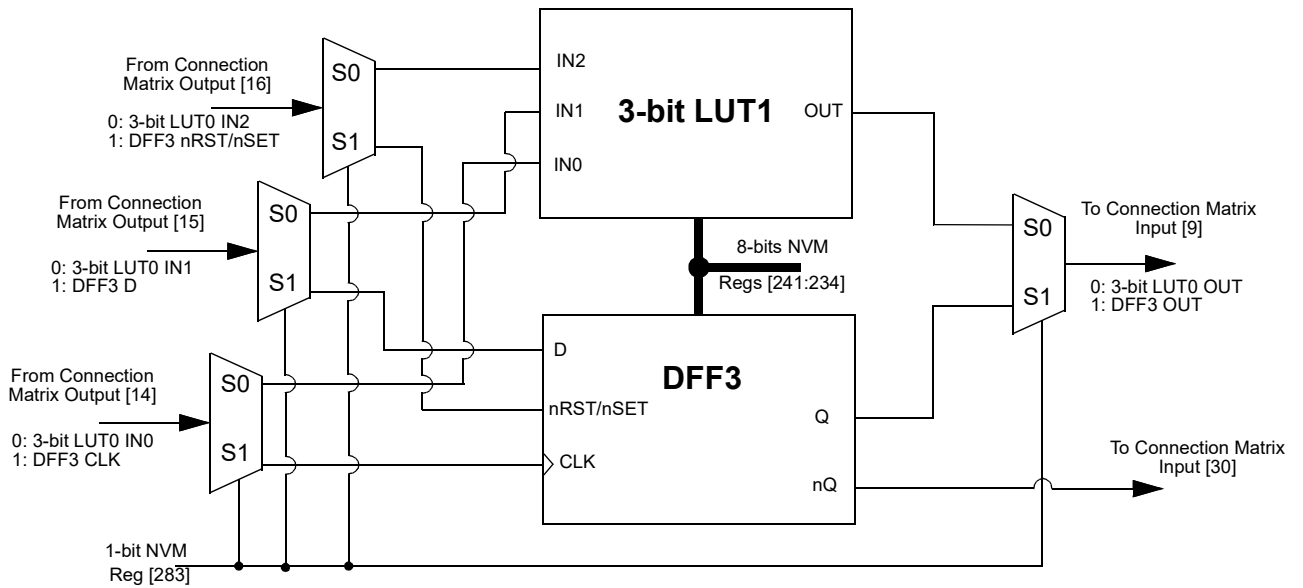 From Connection
Matrix Output [16]
0: 3-bit LUT0 IN2
1: DFF3 nRST/nSET
S0
S1
IN2
IN1
IN0
3-bit LUT1
OUT
From Connection
Matrix Output [15]
0: 3-bit LUT0 IN1
1: DFF3 D
S0
S1
8-bits NVM
Regs [241:234]
S0
S1
To Connection Matrix
Input [9]
0: 3-bit LUT0 OUT
1: DFF3 OUT
From Connection
Matrix Output [14]
0: 3-bit LUT0 IN0
1: DFF3 CLK
S0
S1
D
nRST/nSET
CLK
DFF3
Q
nQ
To Connection Matrix
Input [30]
1-bit NVM
Reg [283]